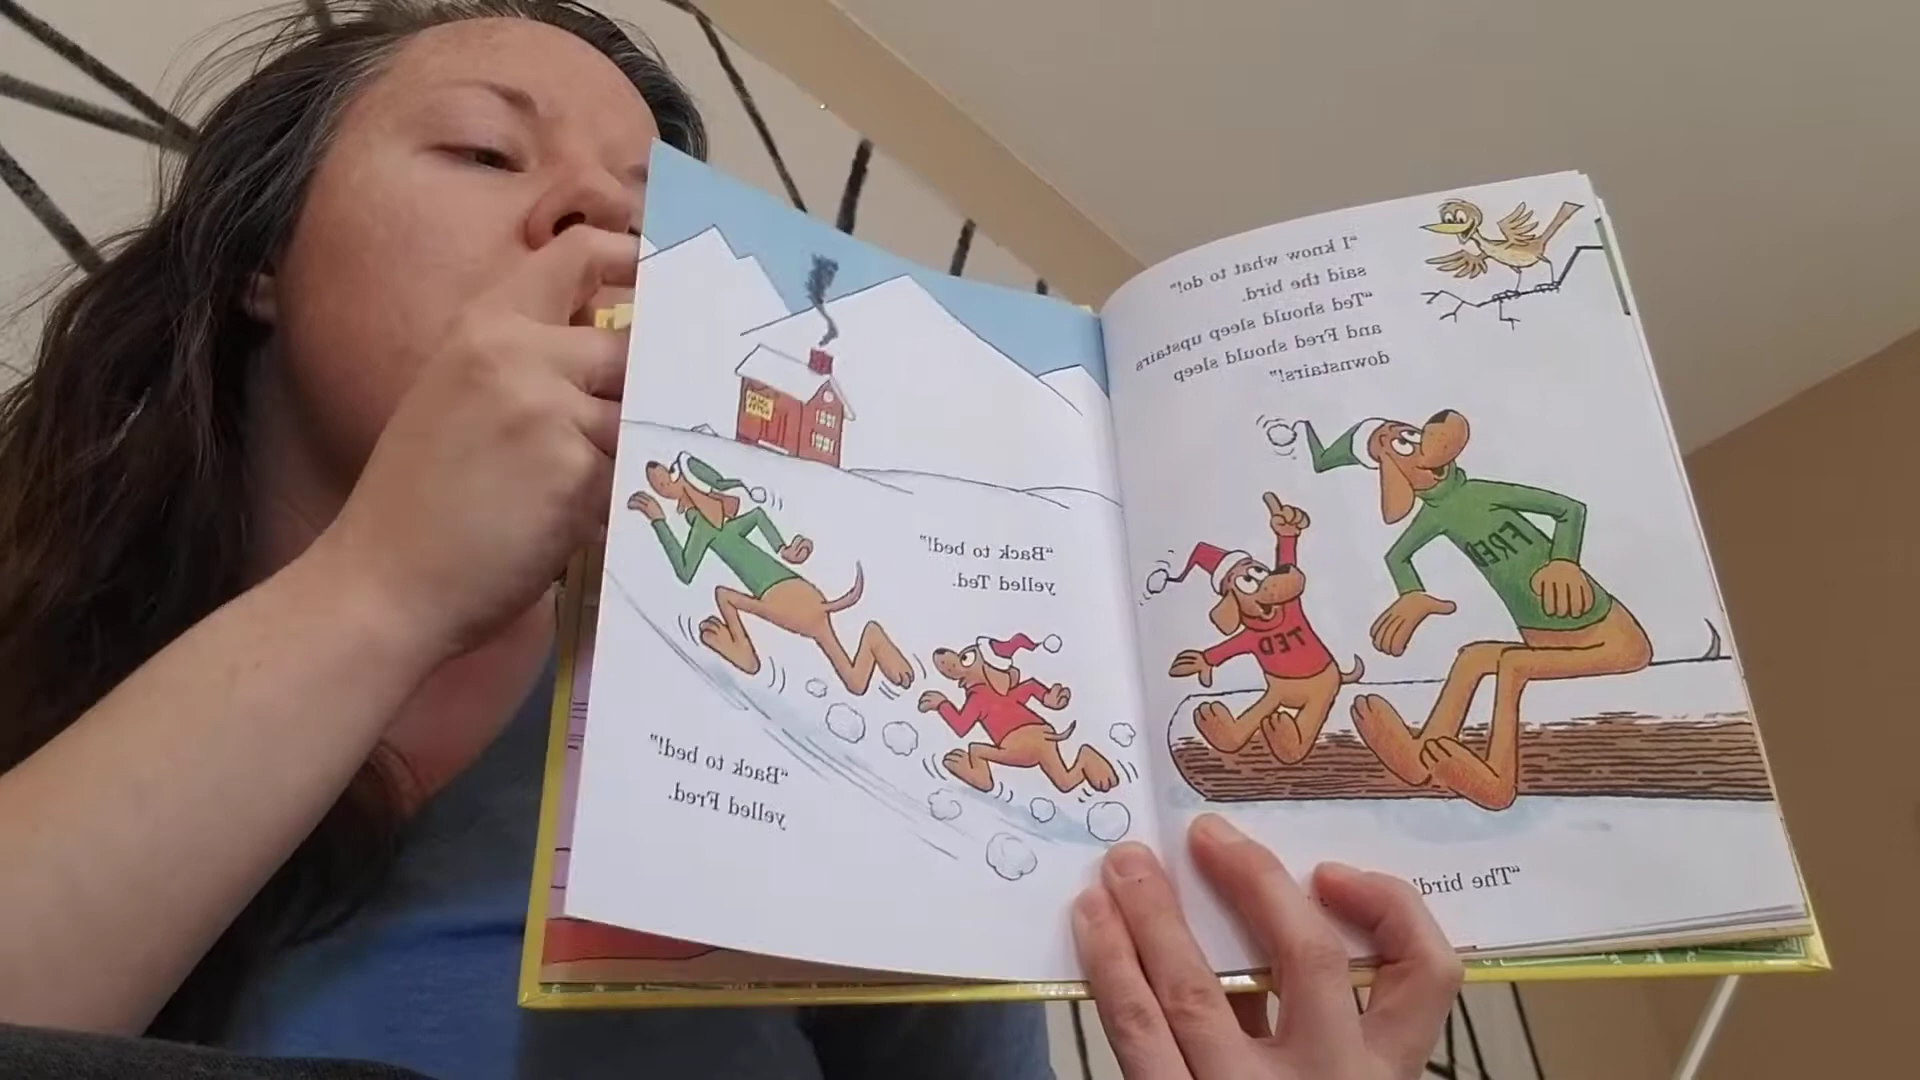 “I know what to do!”
said the bird.
“Ted should sleep upstairs
and Fred should sleep
downstairs!”
FRED
TED
“The bird’
“Back to bed!”
yelled Ted.
“Back to bed!”
yelled Fred.